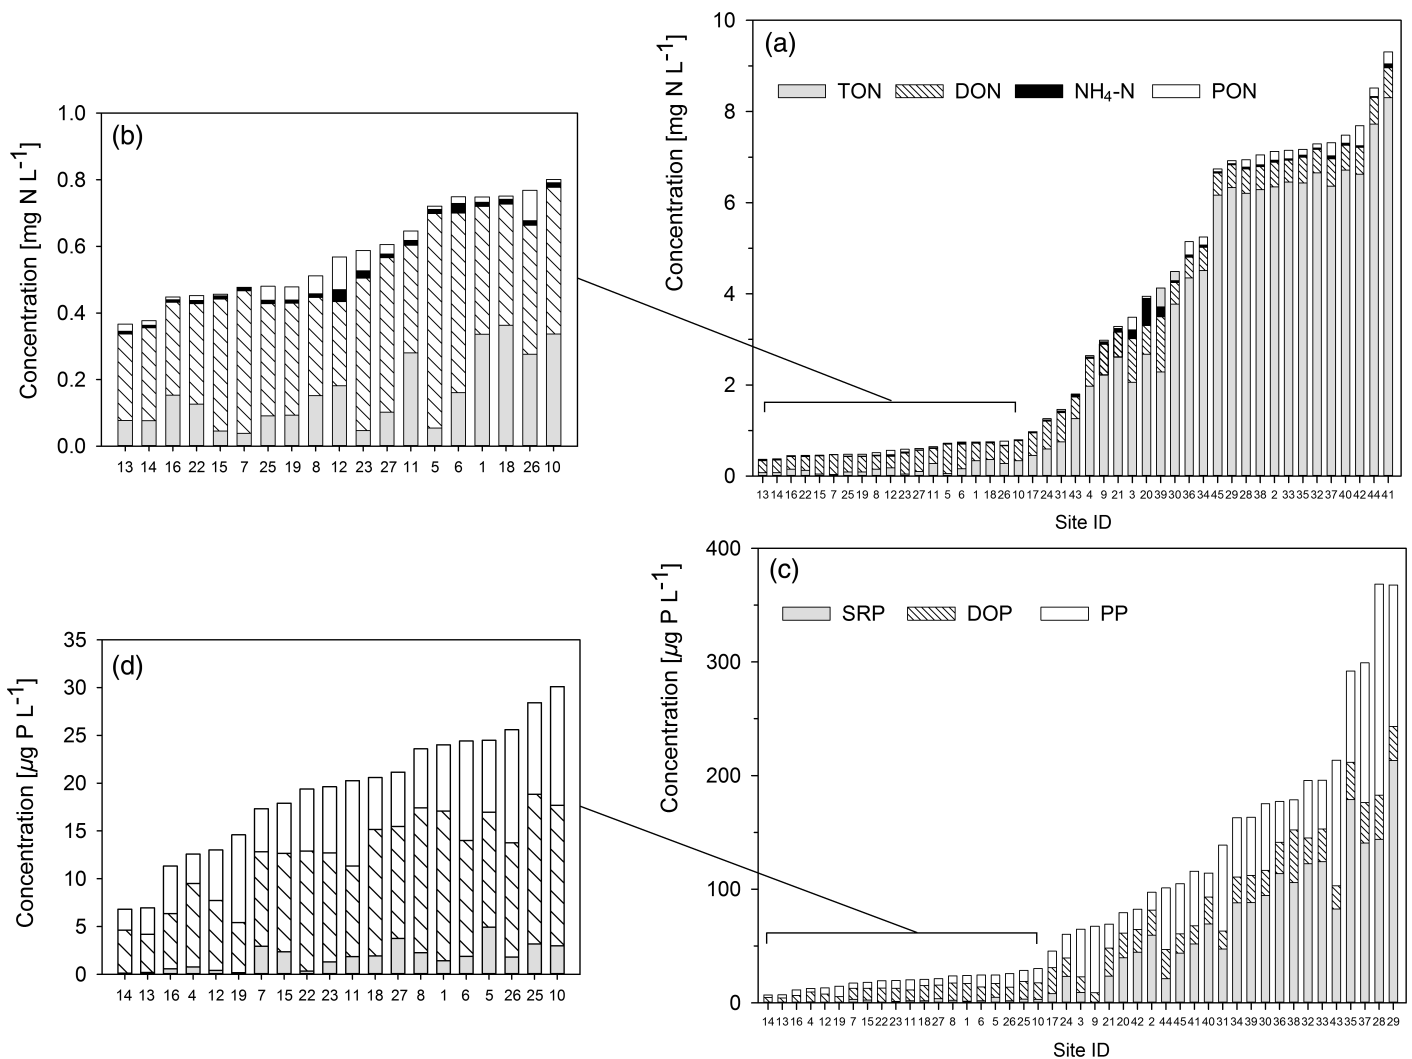 (a)
TON DON NH4-N PON
Concentration [mg N L-1]
10
8
6
4
2
0
13 14 16 22 15 7 25 19 8 12 23 27 11 5 6 1 18 26 10 17 24 31 43 4 9 21 3 20 39 30 36 34 45 29 28 38 2 33 35 32 37 40 42 44 41
Site ID
(b)
Concentration [mg N L-1]
1.0
0.8
0.6
0.4
0.2
0.0
13 14 16 22 15 7 25 19 8 12 23 27 11 5 6 1 18 26 10
(c)
SRP DOP PP
Concentration [µg P L-1]
400
300
200
100
0
14 13 16 4 12 19 7 15 22 23 11 18 27 8 1 6 5 26 25 10 17 24 3 9 21 20 42 2 44 45 41 40 31 34 39 30 36 38 32 33 43 35 37 28 29
Site ID
(d)
Concentration [µg P L-1]
35
30
25
20
15
10
5
0
14 13 16 4 12 19 7 15 22 23 11 18 27 8 1 6 5 26 25 10